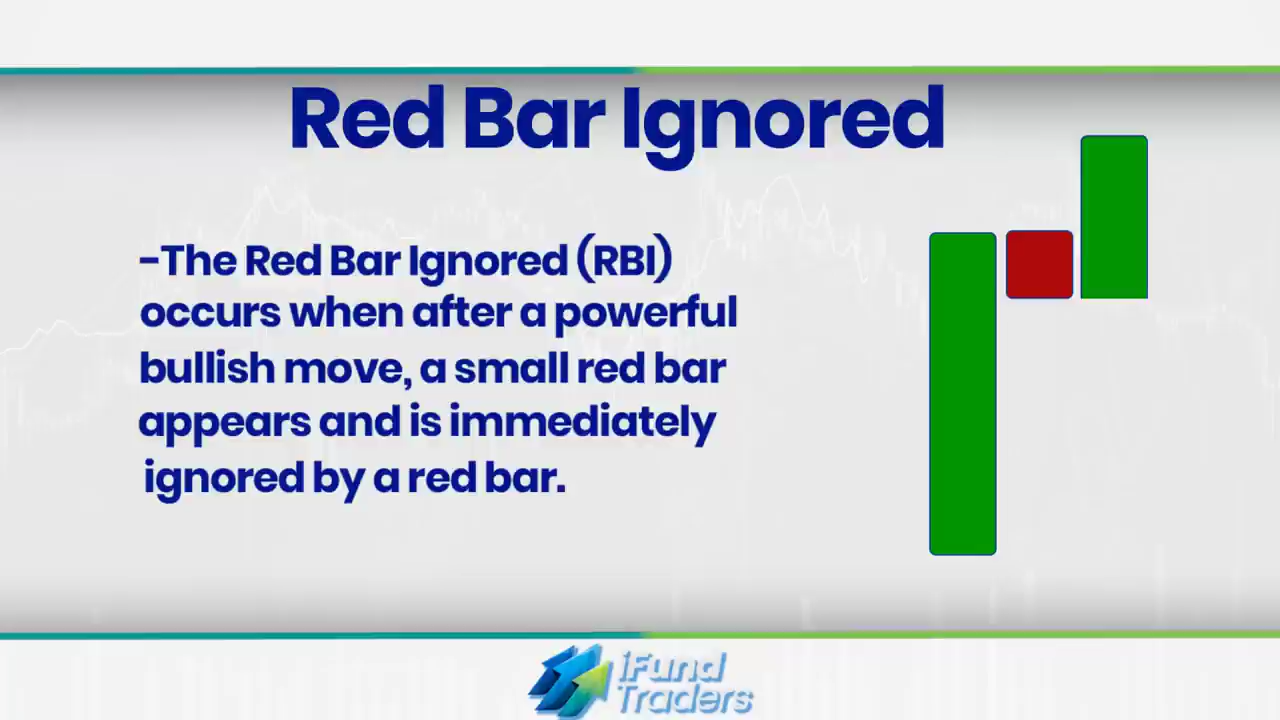 Red Bar Ignored
-The Red Bar Ignored (RBI)
occurs when after a powerful
bullish move, a small red bar
appears and is immediately
ignored by a red bar.
iFund
Traders